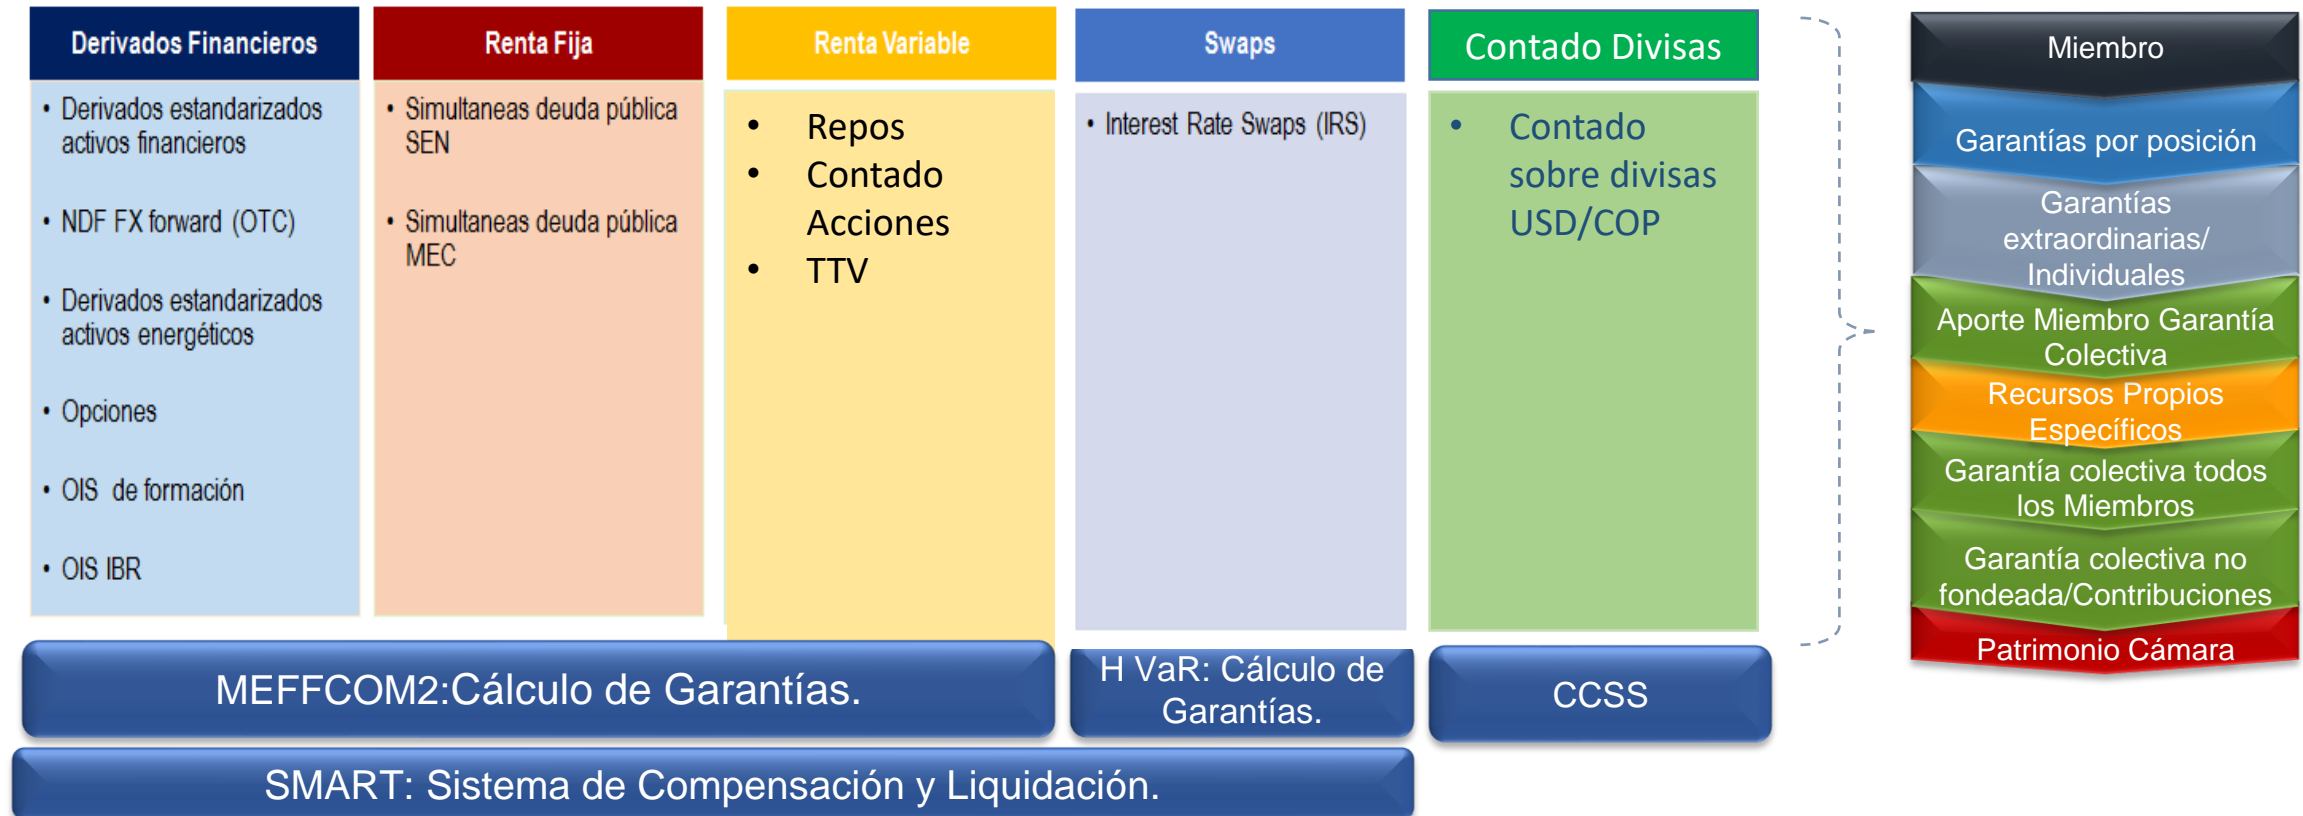 Derivados Financieros
• Derivados estandarizados
activos financieros
• NDF FX forward (OTC)
• Derivados estandarizados
activos energéticos
• Opciones
• OIS de formación
• OIS IBR
Renta Fija
• Simultaneas deuda pública
SEN
• Simultaneas deuda pública
MEC
Renta Variable
• Repos
• Contado
Acciones
• TTV
Swaps
• Interest Rate Swaps (IRS)
Contado Divisas
• Contado
sobre divisas
USD/COP
MEFFCOM2:Cálculo de Garantías.
H VaR: Cálculo de
Garantías.
CCSS
SMART: Sistema de Compensación y Liquidación.
Miembro
Garantías por posición
Garantías
extraordinarias/
Individuales
Aporte Miembro Garantía
Colectiva
Recursos Propios
Específicos
Garantía colectiva todos
los Miembros
Garantía colectiva no
fondeada/Contribuciones
Patrimonio Cámara